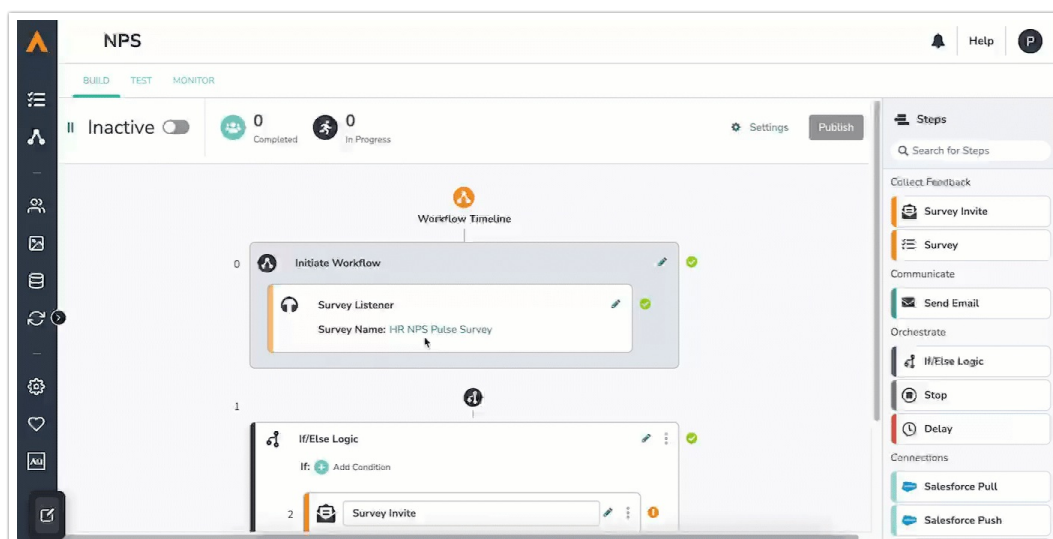 NPS
Help
P
BUILD TEST MONITOR
Inactive
0
Completed
0
In Progress
Settings
Publish
Workflow Timeline
0
Initiate Workflow
Survey Listener
Survey Name: HR NPS Pulse Survey
1
If/Else Logic
If: Add Condition
2
Survey Invite
Steps
Search for Steps
Collect Feedback
Survey Invite
Survey
Communicate
Send Email
Orchestrate
If/Else Logic
Stop
Delay
Connections
Salesforce Pull
Salesforce Push